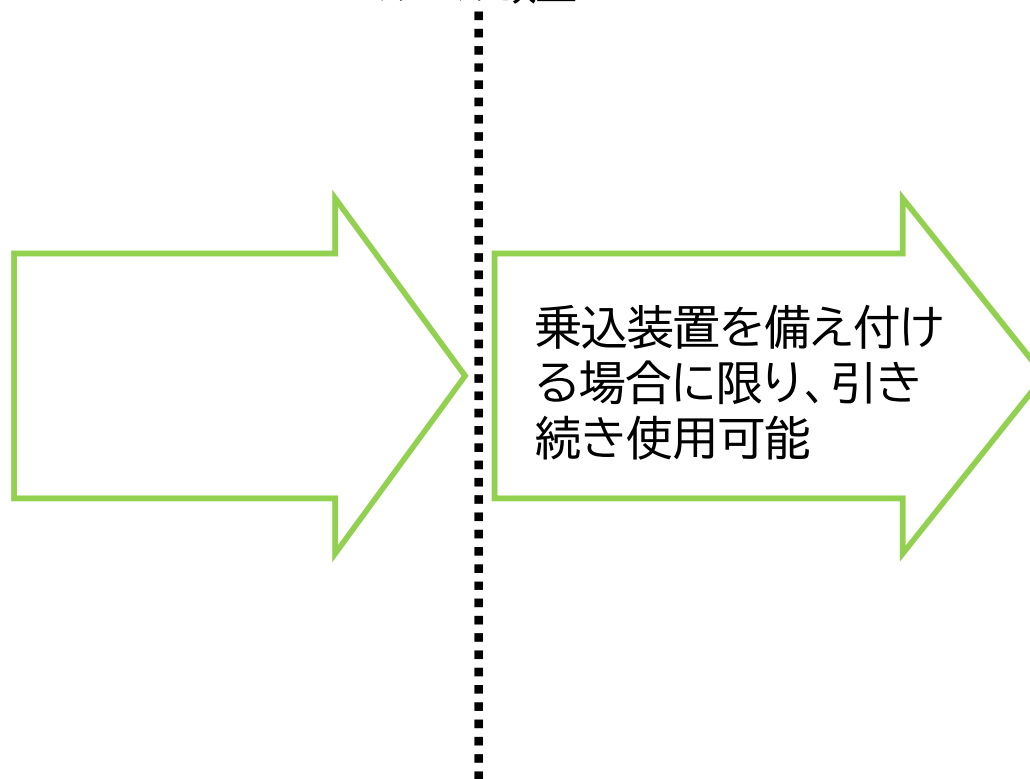 乗込装置を備え付け
る場合に限り、引き
続き使用可能